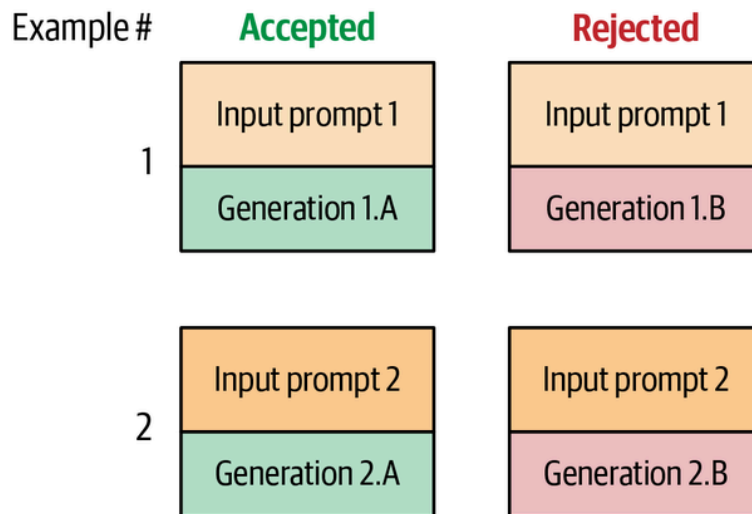 Example # Accepted Rejected
Input prompt 1 Input prompt 1
1
Generation 1.A Generation 1.B
Input prompt 2 Input prompt 2
2
Generation 2.A Generation 2.B